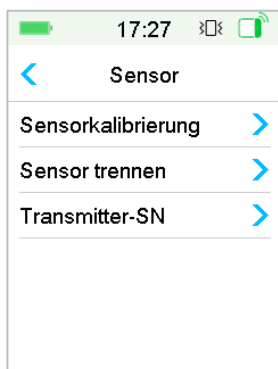 17:27
Sensor
Sensorkalibrierung
Sensor trennen
Transmitter-SN